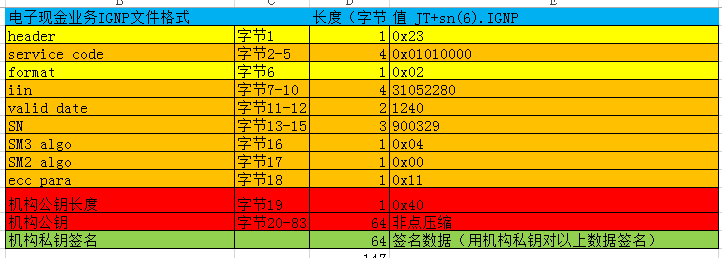 B C D E
电子现金业务IGNP文件格式 长度（字节 值 JT+sn(6).IGNP
header 字节1 1 0x23
service code 字节2-5 4 0x01010000
format 字节6 1 0x02
iin 字节7-10 4 31052280
valid date 字节11-12 2 1240
SN 字节13-15 3 900329
SM3 algo 字节16 1 0x04
SM2 algo 字节17 1 0x00
ecc para 字节18 1 0x11
机构公钥长度 字节19 1 0x40
机构公钥 字节20-83 64 非点压缩
机构私钥签名 64 签名数据（用机构私钥对以上数据签名）
147